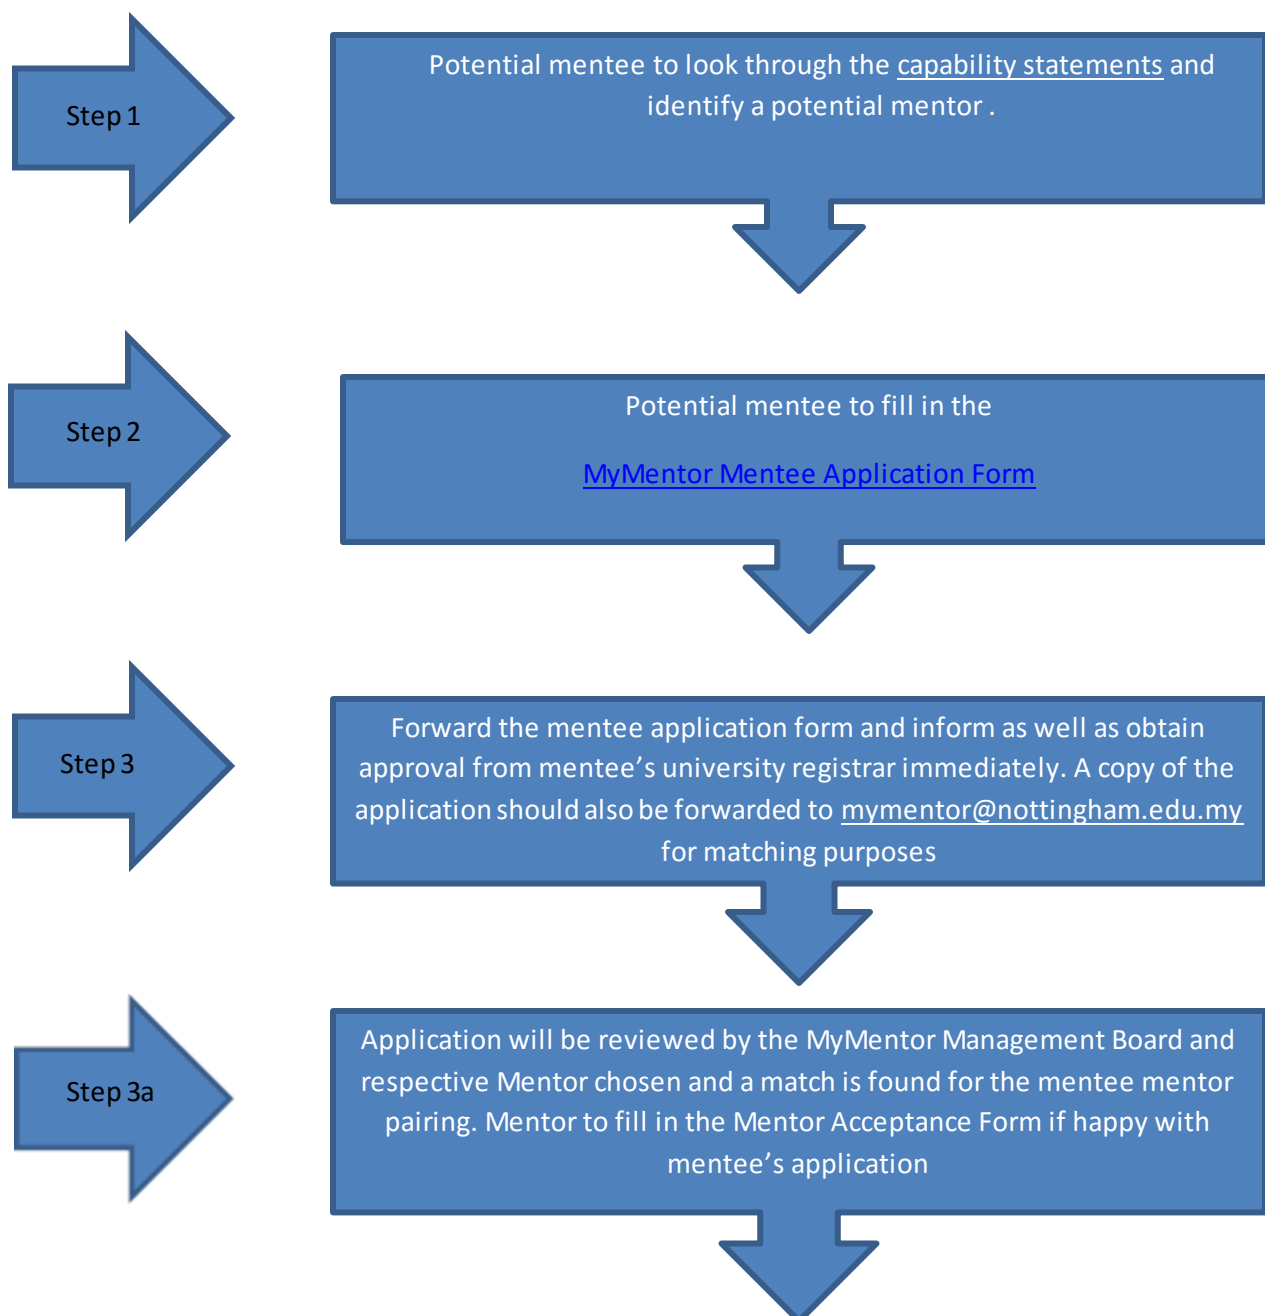 Step 1
Potential mentee to look through the capability statements and
identify a potential mentor .
Step 2
Potential mentee to fill in the
MyMentor Mentee Application Form
Step 3
Forward the mentee application form and inform as well as obtain
approval from mentee’s university registrar immediately. A copy of the
application should also be forwarded to mymentor@nottingham.edu.my
for matching purposes
Step 3a
Application will be reviewed by the MyMentor Management Board and
respective Mentor chosen and a match is found for the mentee mentor
pairing. Mentor to fill in the Mentor Acceptance Form if happy with
mentee’s application